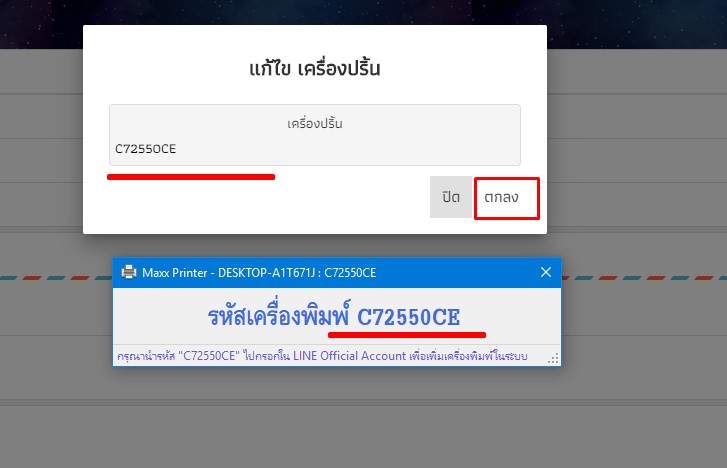 แก้ไข เครื่องปริ้น
เครื่องปริ้น
C72550CE
ปิด
ตกลง
Maxx Printer - DESKTOP-A1T671J : C72550CE
รหัสเครื่องพิมพ์ C72550CE
กรุณานำรหัส "C72550CE" ไปกรอกใน LINE Official Account เพื่อเพิ่มเครื่องพิมพ์ในระบบ